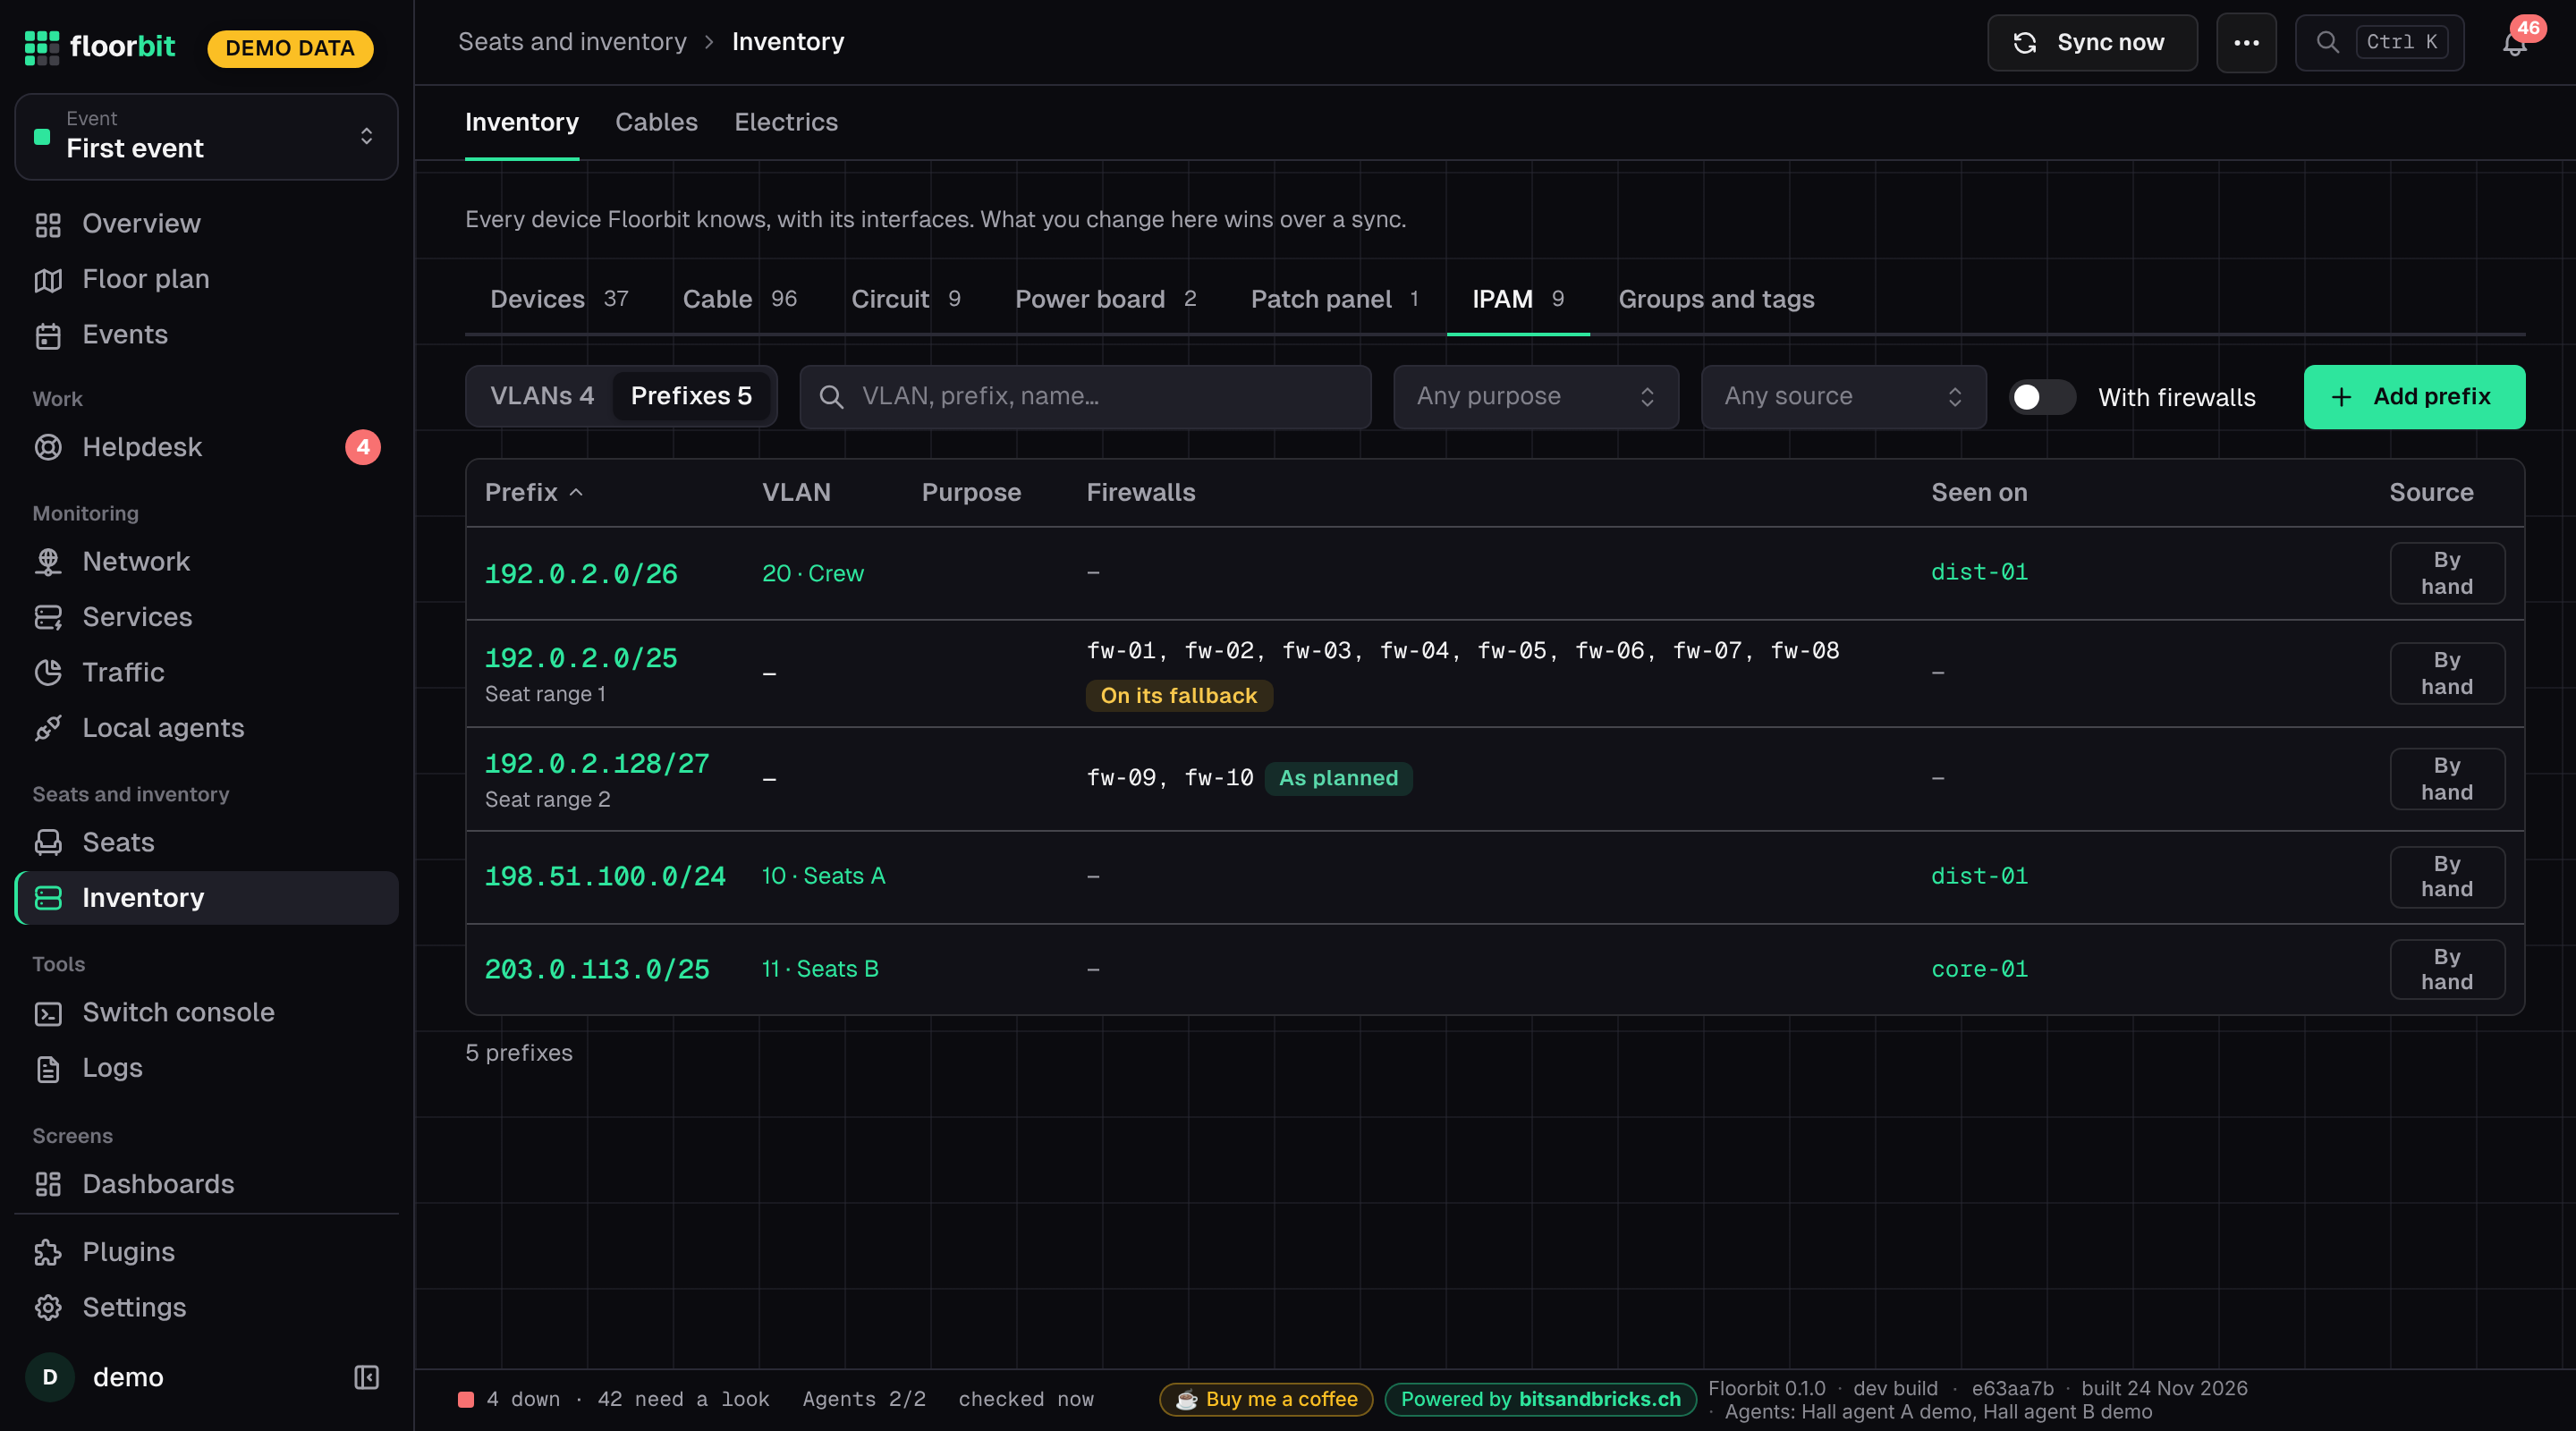 floorbit DEMO DATA
Event
First event
Overview
Floor plan
Events
Work
Helpdesk 4
Monitoring
Network
Services
Traffic
Local agents
Seats and inventory
Seats
Inventory
Tools
Switch console
Logs
Screens
Dashboards
Plugins
Settings
D demo
Seats and inventory > Inventory
Sync now
Ctrl K
46
Inventory Cables Electrics
Every device Floorbit knows, with its interfaces. What you change here wins over a sync.
Devices 37 Cable 96 Circuit 9 Power board 2 Patch panel 1 IPAM 9 Groups and tags
VLANs 4 Prefixes 5 VLAN, prefix, name... Any purpose Any source With firewalls + Add prefix
Prefix VLAN Purpose Firewalls Seen on Source
192.0.2.0/26 20 · Crew – dist-01 By hand
192.0.2.0/25 – fw-01, fw-02, fw-03, fw-04, fw-05, fw-06, fw-07, fw-08 – By hand
Seat range 1 On its fallback
192.0.2.128/27 – fw-09, fw-10 As planned – By hand
Seat range 2
198.51.100.0/24 10 · Seats A – dist-01 By hand
203.0.113.0/25 11 · Seats B – core-01 By hand
5 prefixes
4 down · 42 need a look Agents 2/2 checked now
Buy me a coffee
Powered by bitsandbricks.ch
Floorbit 0.1.0 · dev build · e63aa7b · built 24 Nov 2026
· Agents: Hall agent A demo, Hall agent B demo